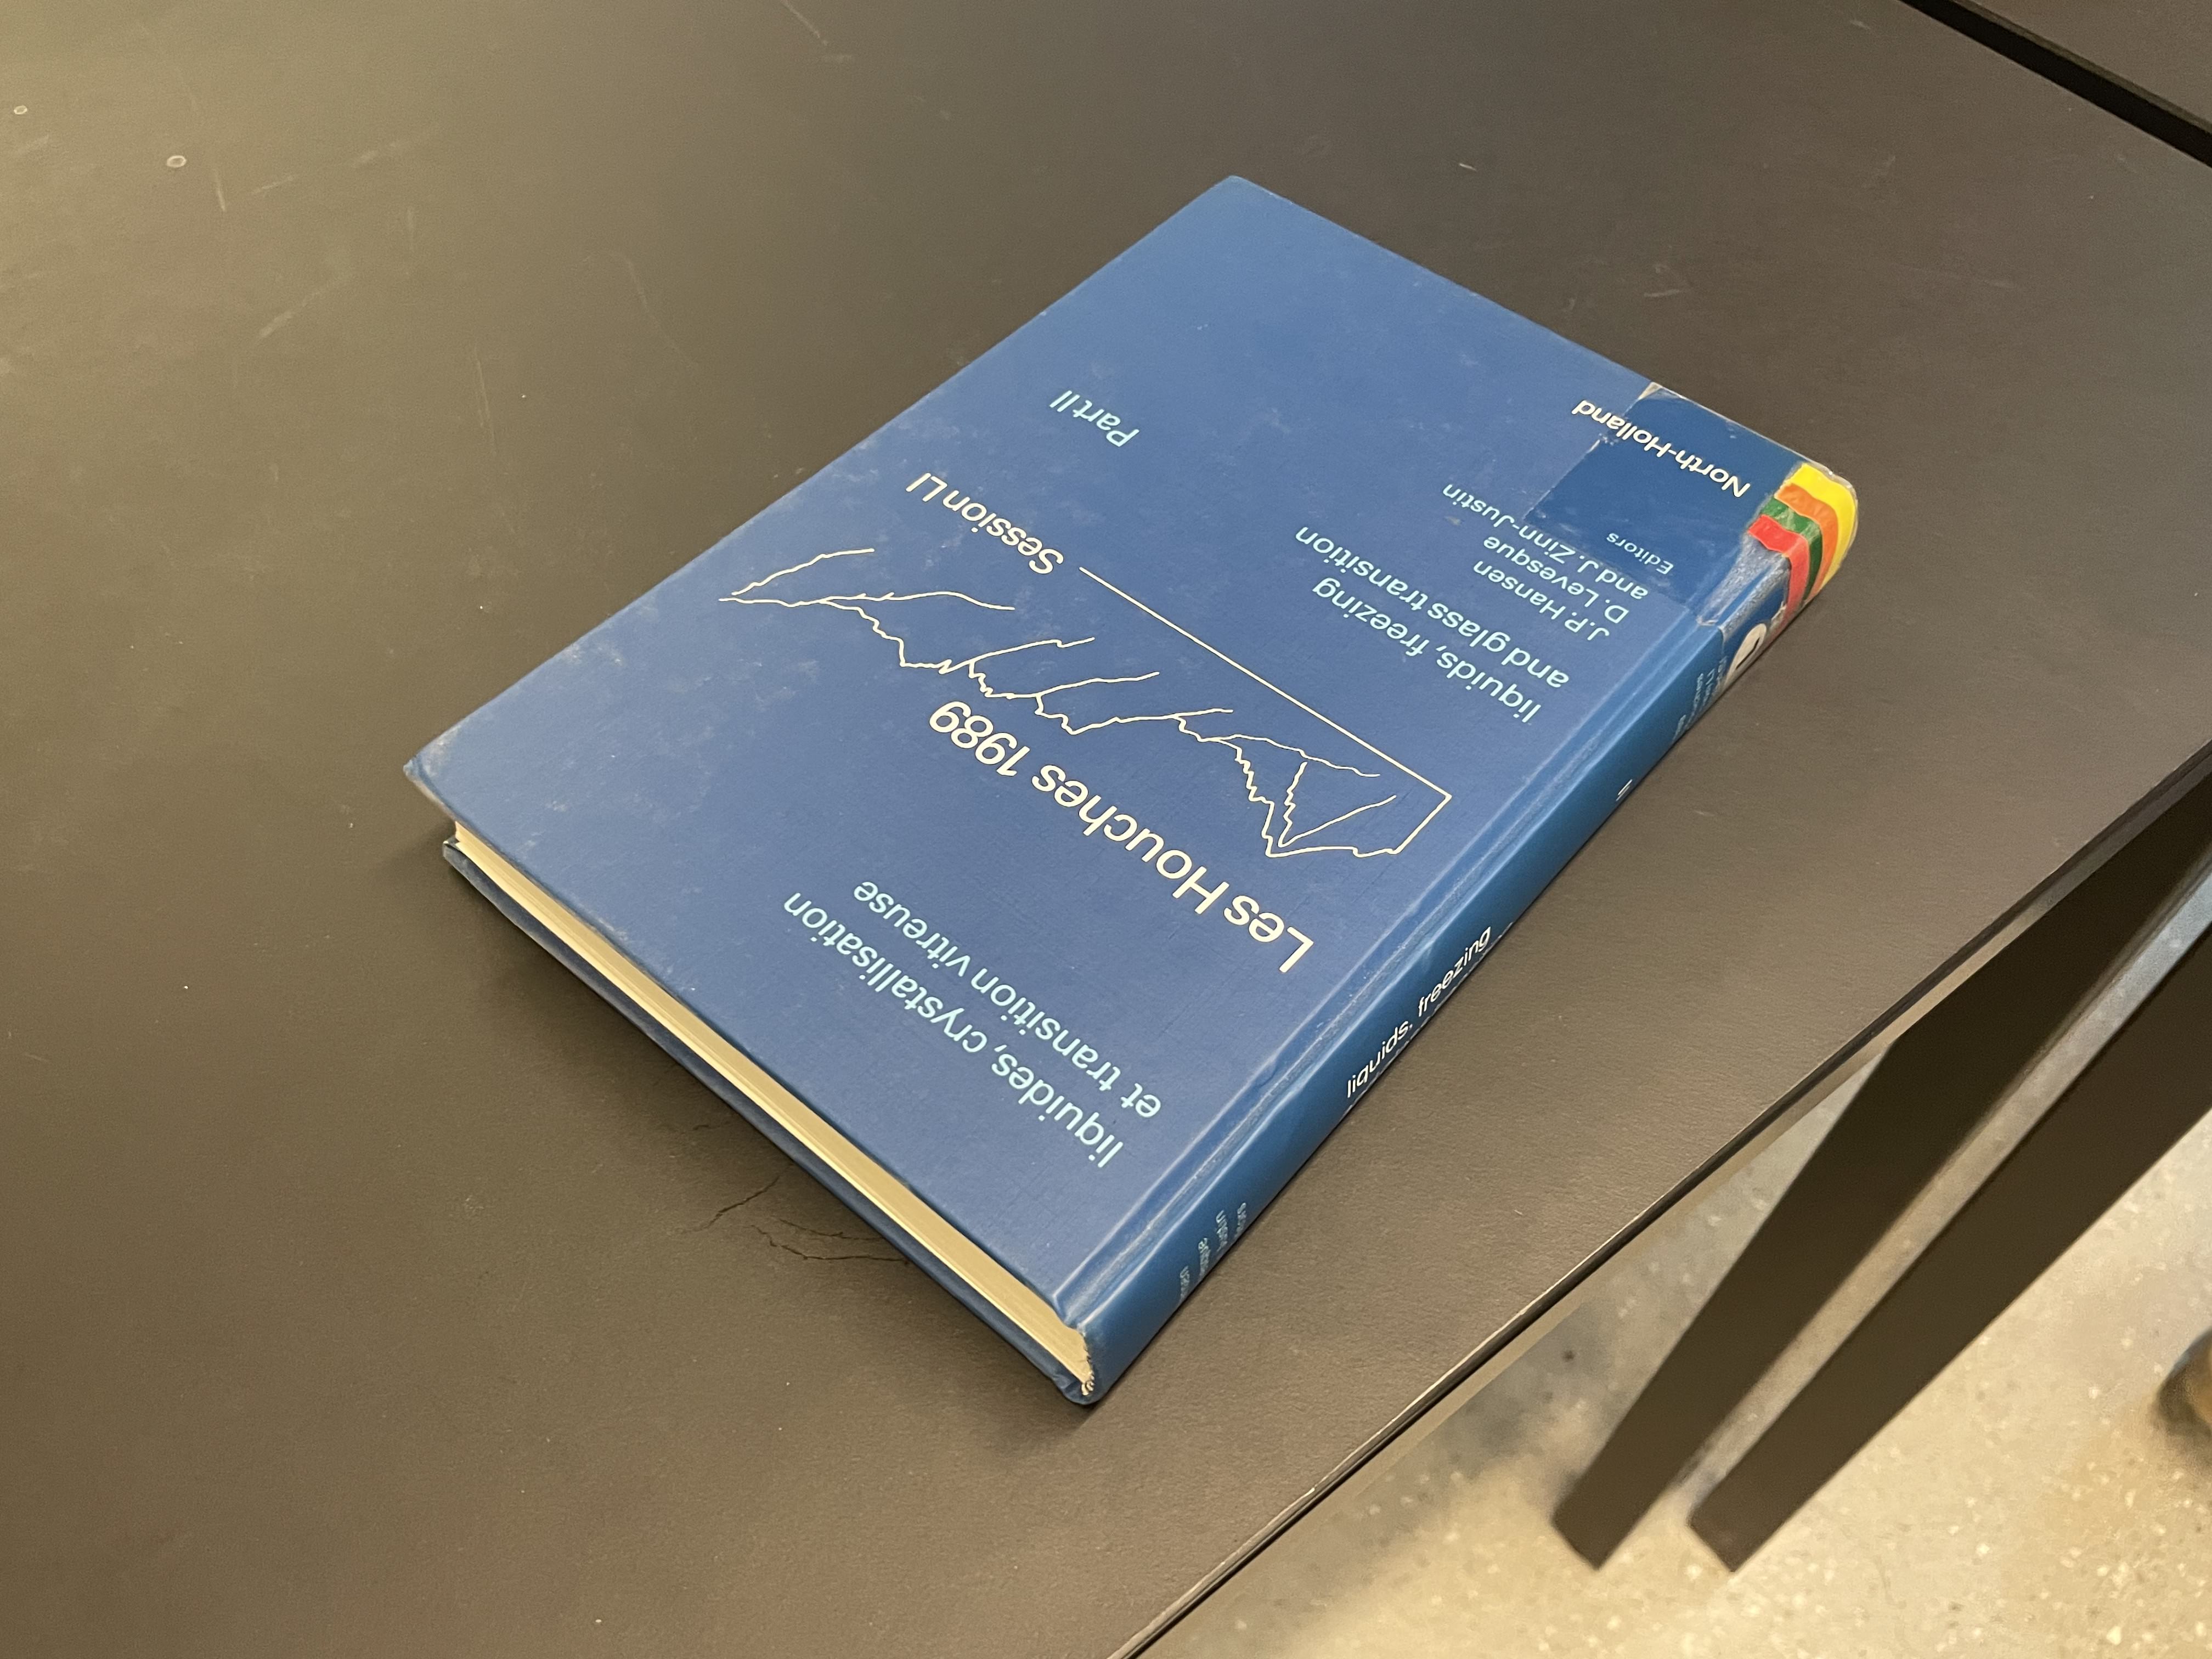 liquides, crystallisation
et transition vitreuse
Les Houches 1989
Session LI
Part II
liquids, freezing
and glass transition
J.P. Hansen
D. Levesque
and J. Zinn-Justin
Editors
North-Holland
liquids, freezing
II